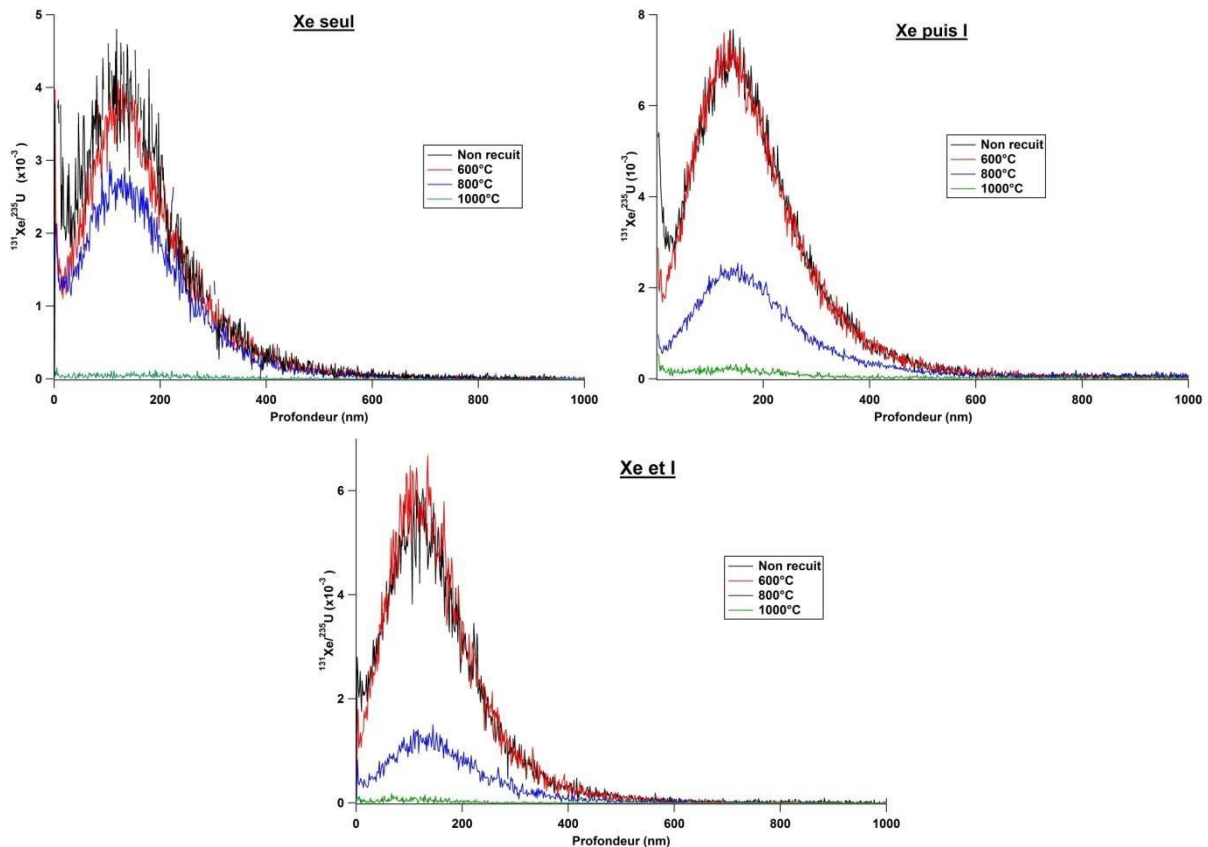 Xe seul
5
4
3
2
1
0
¹³¹Xe/²³⁵U (x10⁻³)
Non recuit
600°C
800°C
1000°C
0 200 400 600 800 1000
Profondeur (nm)
Xe puis I
8
6
4
2
0
¹³¹Xe/²³⁵U (10⁻³)
Non recuit
600°C
800°C
1000°C
200 400 600 800 1000
Profondeur (nm)
Xe et I
6
4
2
0
¹³¹Xe/²³⁵U (x10⁻³)
Non recuit
600°C
800°C
1000°C
0 200 400 600 800 1000
Profondeur (nm)